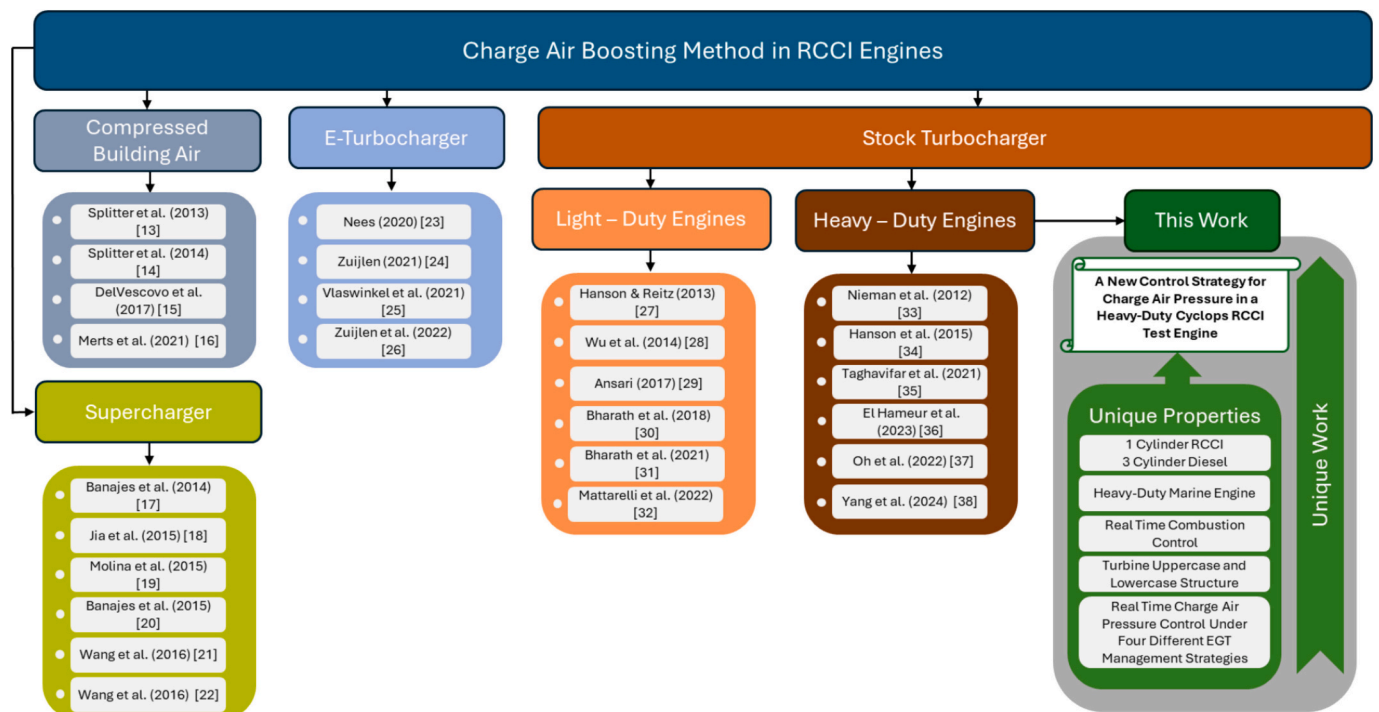 Charge Air Boosting Method in RCCI Engines
Compressed
Building Air
Splitter et al. (2013)
[13]
Splitter et al. (2014)
[14]
DelVescovo et al.
(2017) [15]
Merts et al. (2021) [16]
Supercharger
Banajes et al. (2014)
[17]
Jia et al. (2015) [18]
Molina et al. (2015)
[19]
Banajes et al. (2015)
[20]
Wang et al. (2016) [21]
Wang et al. (2016) [22]
E-Turbocharger
Nees (2020) [23]
Zuijlen (2021) [24]
Vlaswinkel et al. (2021)
[25]
Zuijlen et al. (2022)
[26]
Stock Turbocharger
Light – Duty Engines
Hanson & Reitz (2013)
[27]
Wu et al. (2014) [28]
Ansari (2017) [29]
Bharath et al. (2018)
[30]
Bharath et al. (2021)
[31]
Mattarelli et al. (2022)
[32]
Heavy – Duty Engines
Nieman et al. (2012)
[33]
Hanson et al. (2015)
[34]
Taghavifar et al. (2021)
[35]
El Hameur et al.
(2023) [36]
Oh et al. (2022) [37]
Yang et al. (2024) [38]
This Work
A New Control Strategy for
Charge Air Pressure in a
Heavy-Duty Cyclops RCCI
Test Engine
Unique Properties
1 Cylinder RCCI
3 Cylinder Diesel
Heavy-Duty Marine Engine
Real Time Combustion
Control
Turbine Uppercase and
Lowercase Structure
Real Time Charge Air
Pressure Control Under
Four Different EGT
Management Strategies
Unique Work